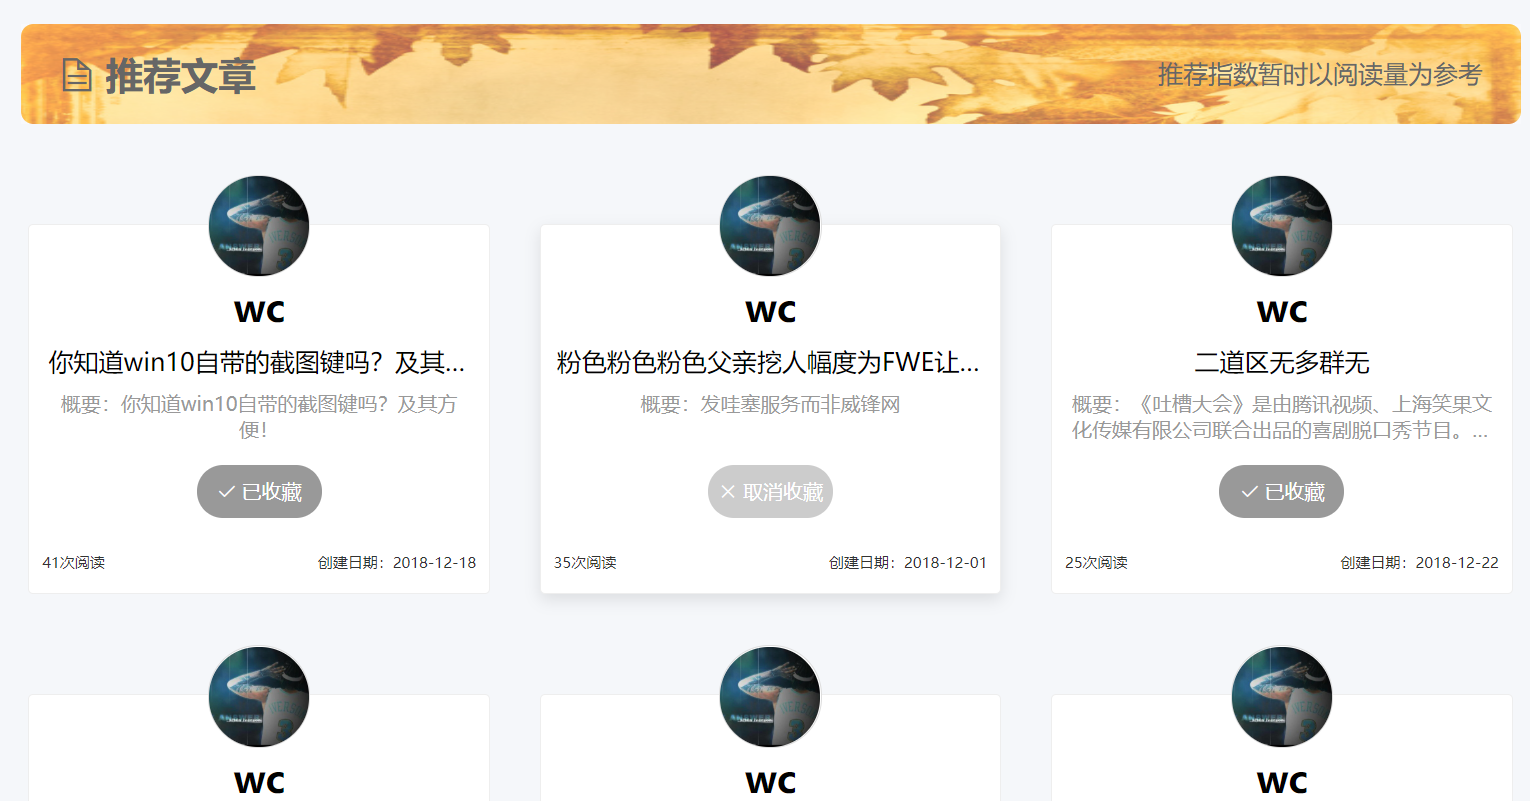 推荐文章
推荐指数暂时以阅读量为参考
wc
你知道win10自带的截图键吗？及其...
概要：你知道win10自带的截图键吗？及其方
便！
已收藏
41次阅读 创建日期：2018-12-18
wc
粉色粉色粉色父亲挖人幅度为FWE让...
概要：发哇塞服务而非威锋网
取消收藏
35次阅读 创建日期：2018-12-01
wc
二道区无多群无
概要：《吐槽大会》是由腾讯视频、上海笑果文
化传媒有限公司联合出品的喜剧脱口秀节目。...
已收藏
25次阅读 创建日期：2018-12-22
wc
wc
wc